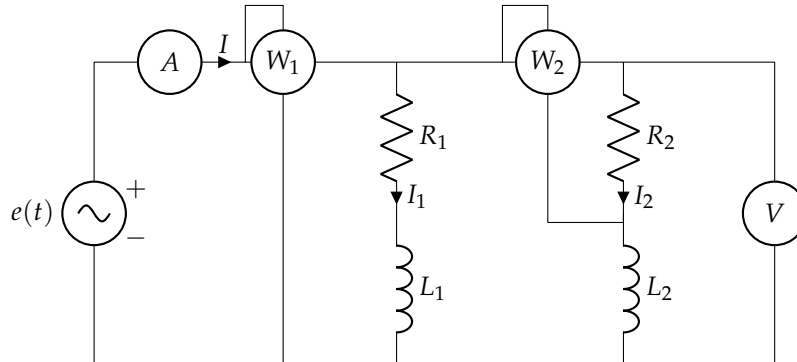 A
I
W₁
W₂
R₁
R₂
e(t)
+
−
I₁
I₂
V
L₁
L₂